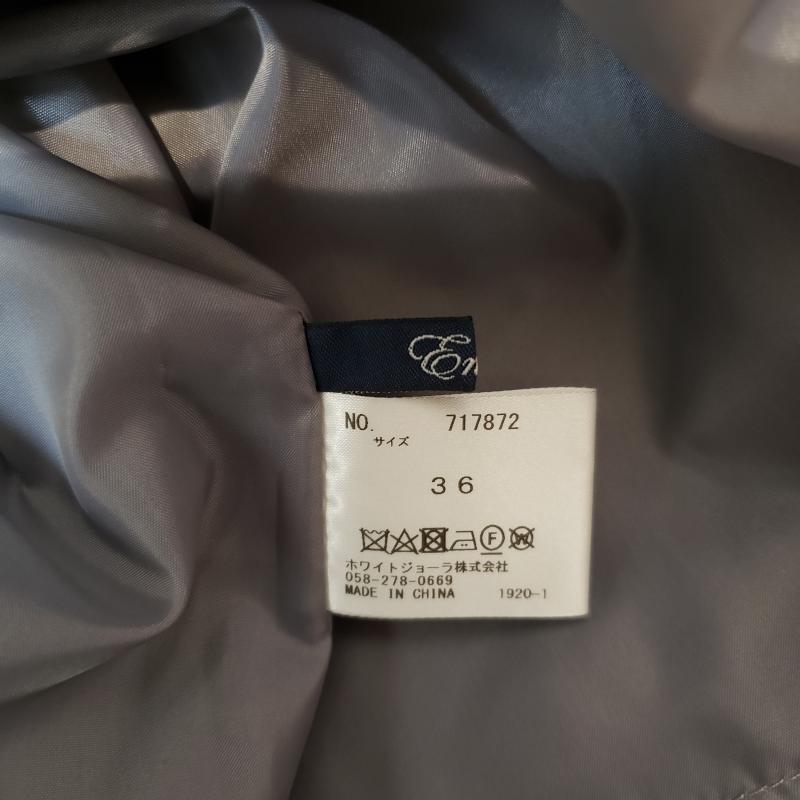 En
NO. 717872
サイズ
36
F W
ホワイトジョーラ株式会社
058-278-0669
MADE IN CHINA 1920-1